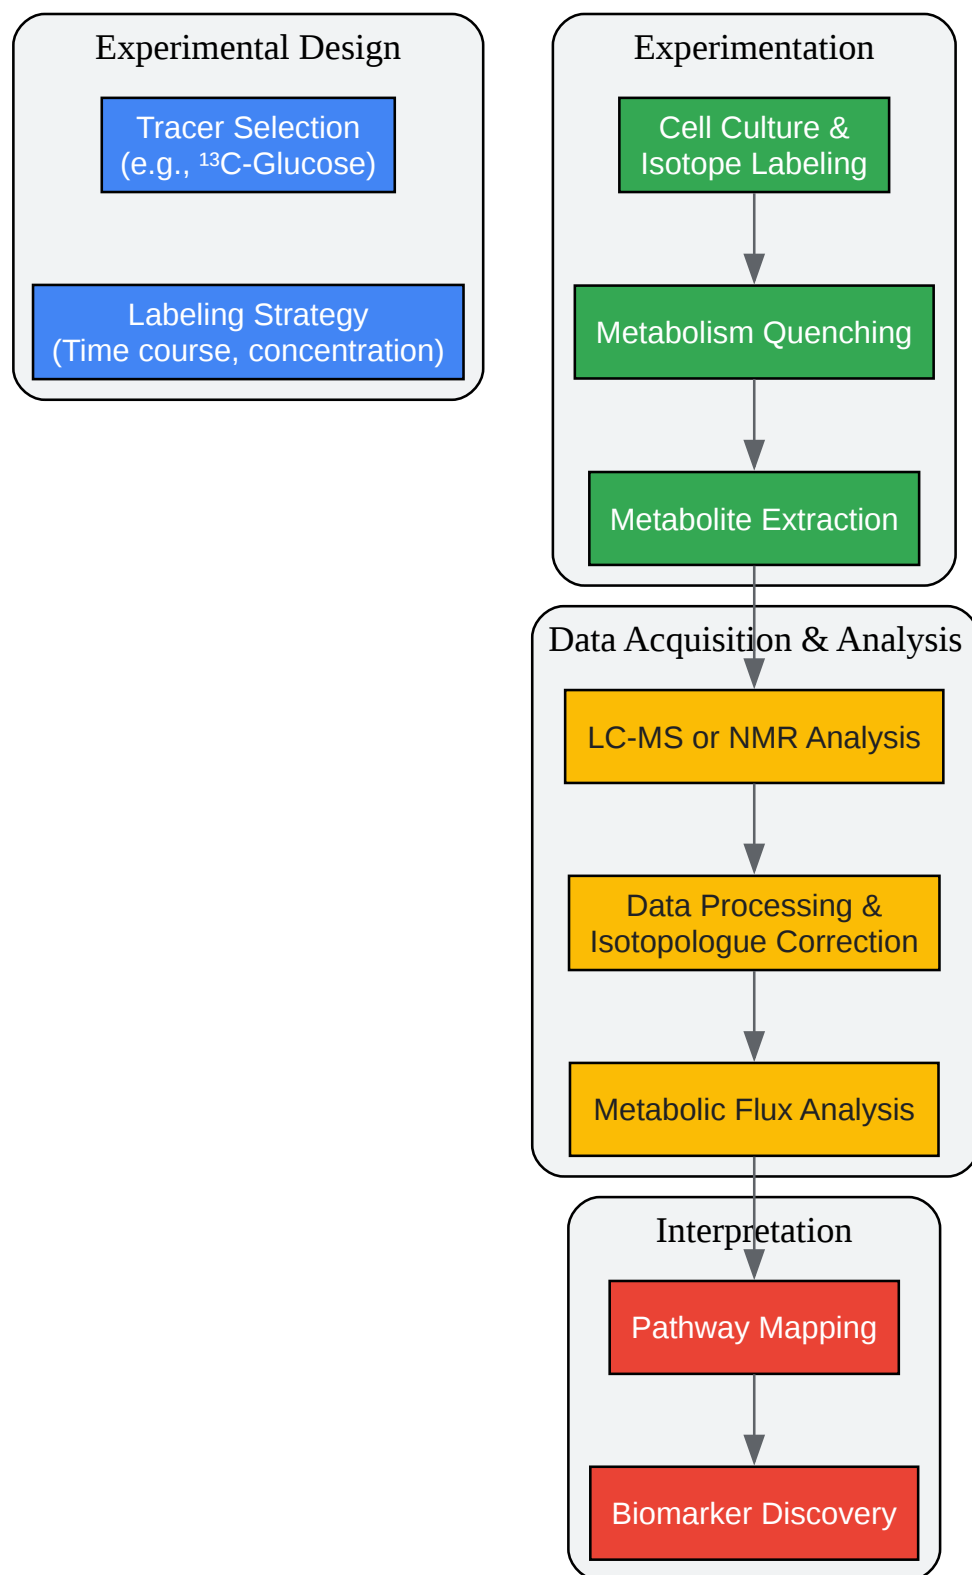 Experimental Design
Tracer Selection
(e.g., ¹³C-Glucose)
Labeling Strategy
(Time course, concentration)
Experimentation
Cell Culture &
Isotope Labeling
Metabolism Quenching
Metabolite Extraction
Data Acquisition & Analysis
LC-MS or NMR Analysis
Data Processing &
Isotopologue Correction
Metabolic Flux Analysis
Interpretation
Pathway Mapping
Biomarker Discovery